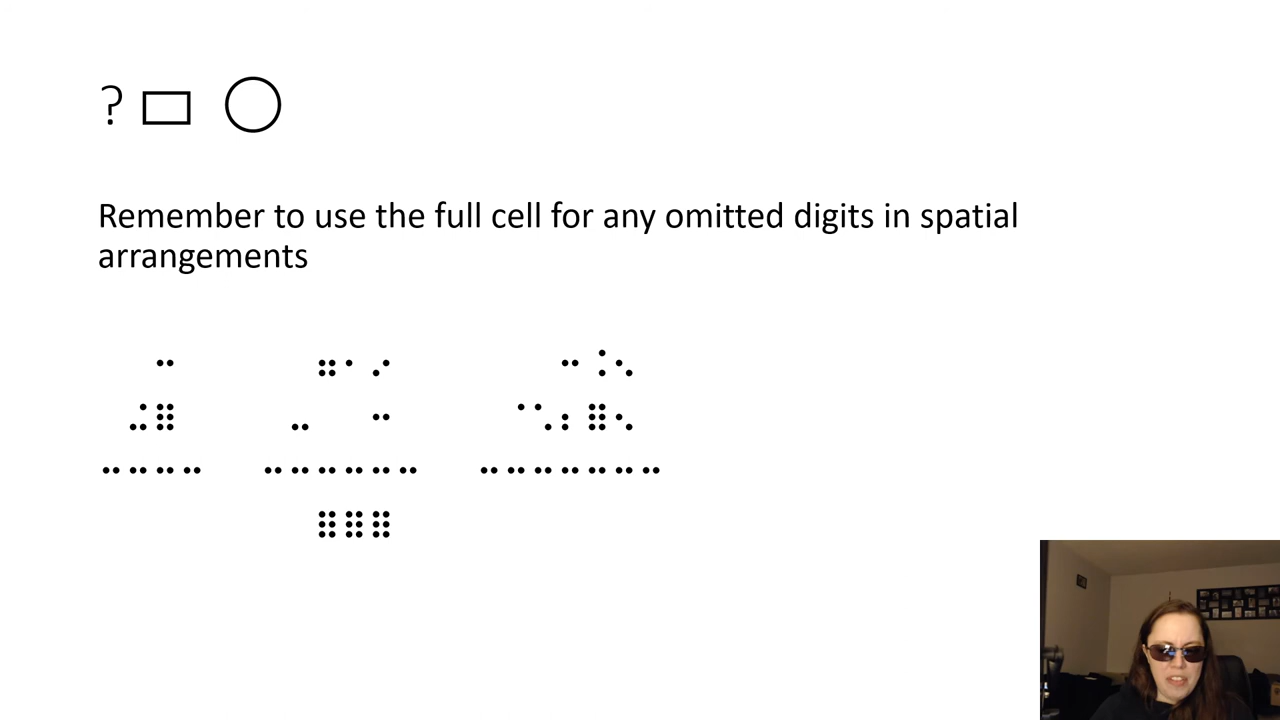 ? □ ○
Remember to use the full cell for any omitted digits in spatial
arrangements
⠒ ⠶⠂⠔ ⠒⠨⠢
⠬⠿ ⠤ ⠒ ⠈⠡⠆⠿⠢
⠒⠒⠒⠒ ⠒⠒⠒⠒⠒⠒ ⠒⠒⠒⠒⠒⠒⠒
⠿⠿⠿